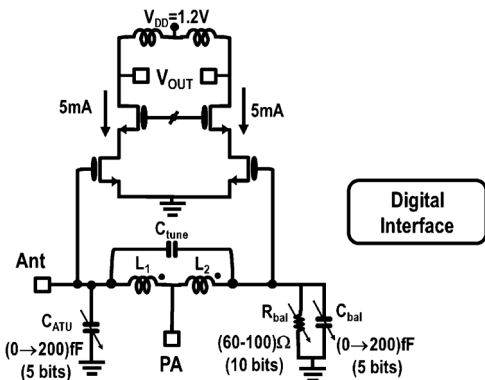 V_DD=1.2V
V_OUT
5mA
5mA
Digital
Interface
C_tune
Ant
L_1
L_2
C_ATU
(0→200)fF
(5 bits)
PA
R_bal
(60-100)Ω
(10 bits)
C_bal
(0→200)fF
(5 bits)